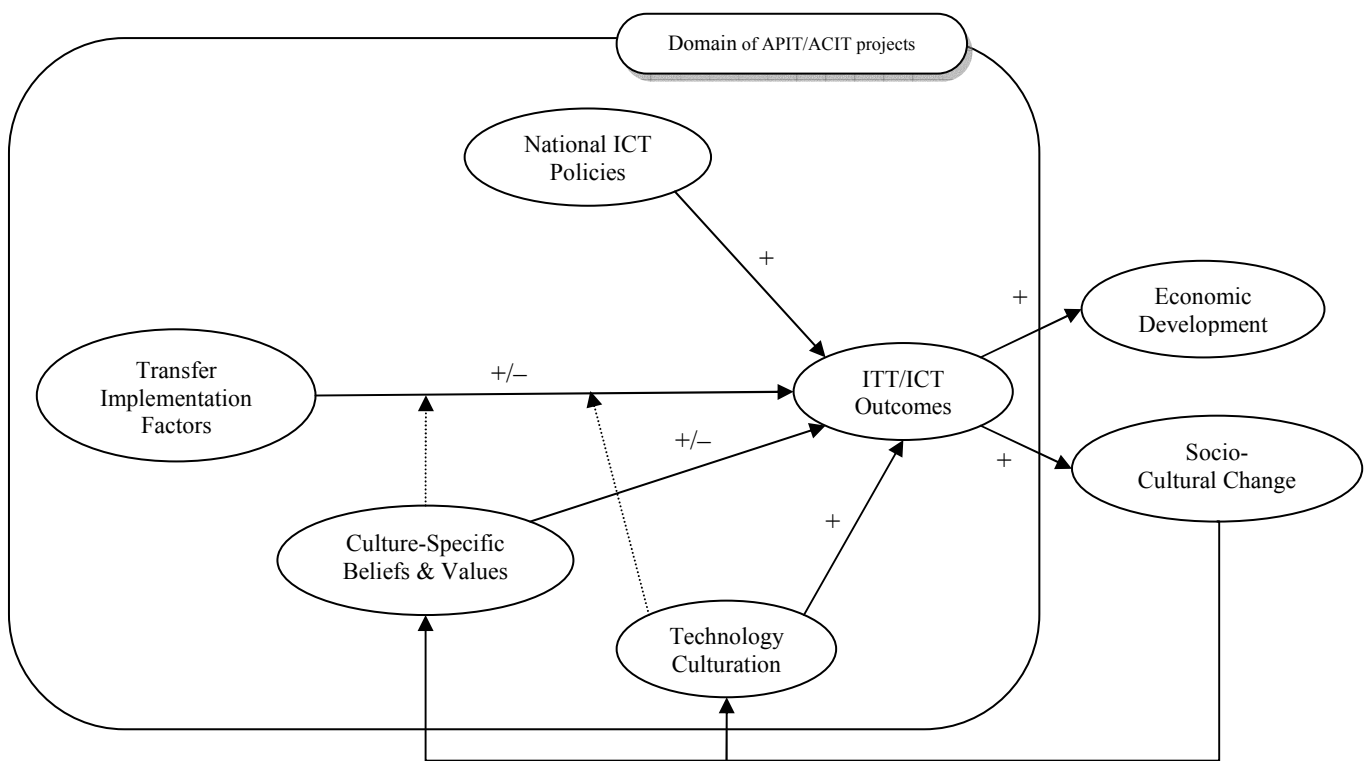 Domain of APIT/ACIT projects
National ICT
Policies
+
+
Economic
Development
Transfer
Implementation
Factors
+/–
ITT/ICT
Outcomes
+/–
+
Socio-
Cultural Change
+
Culture-Specific
Beliefs & Values
Technology
Culturation